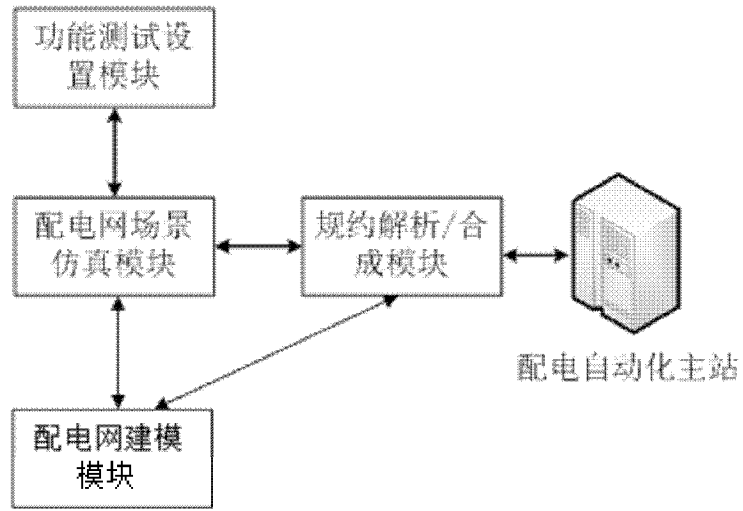 功能测试设
置模块
配电网场景
仿真模块
规约解析/合
成模块
配电自动化主站
配电网建模
模块